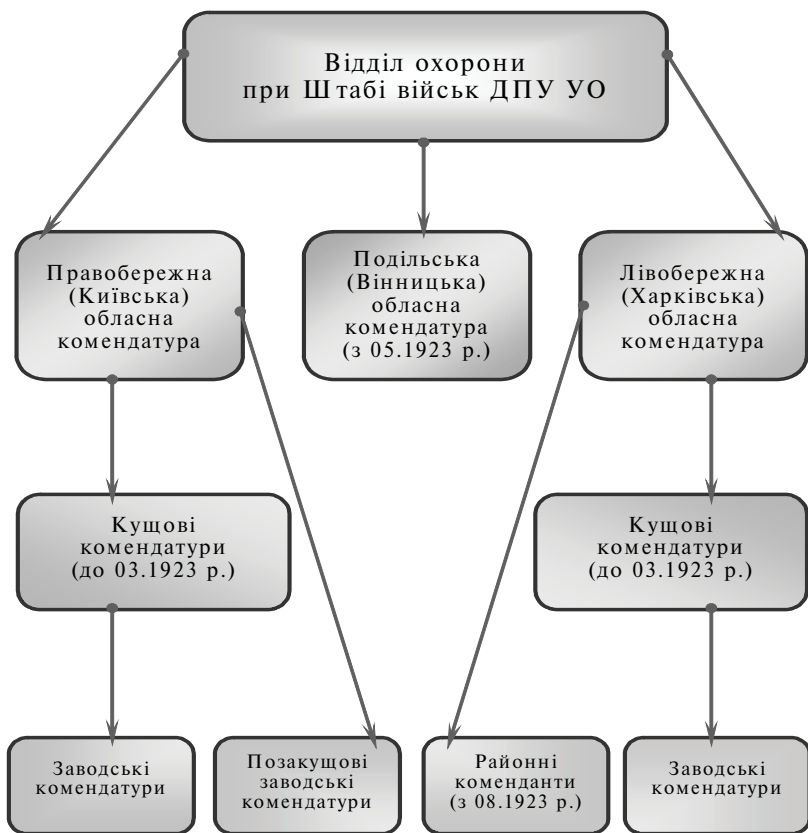 Відділ охорони
при Штабі військ ДПУ УО
Правобережна
(Київська)
обласна
комендатура
Подільська
(Вінницька)
обласна
комендатура
(з 05.1923 р.)
Лівобережна
(Харківська)
обласна
комендатура
Кущові
комендатури
(до 03.1923 р.)
Кущові
комендатури
(до 03.1923 р.)
Заводські
комендатури
Позакущові
заводські
комендатури
Районні
коменданти
(з 08.1923 р.)
Заводські
комендатури